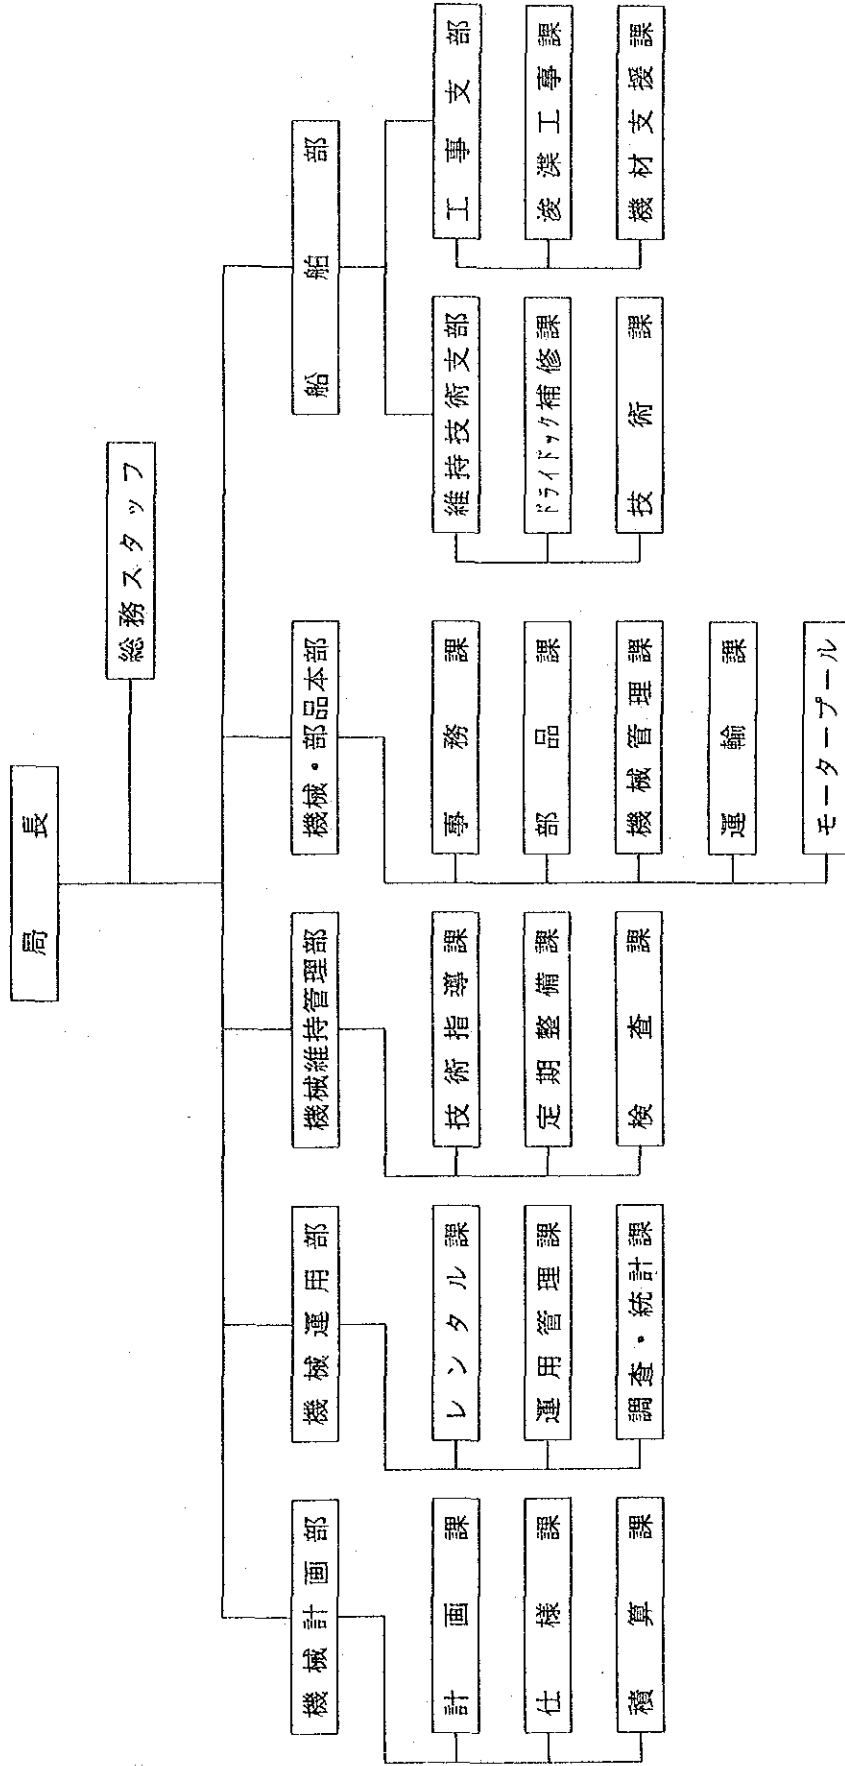 局長
総務スタッフ
機械計画部
計画課
仕様課
積算課
機械運用部
レンタル課
運用管理課
調査・統計課
機械維持管理部
技術指導課
定期整備課
検査課
機械・部品本部
事務課
部品課
機械管理課
運輸課
モータープール
船舶部
維持技術支部
ドライドック補修課
技術課
工事支部
浚渫工事課
機材支援課